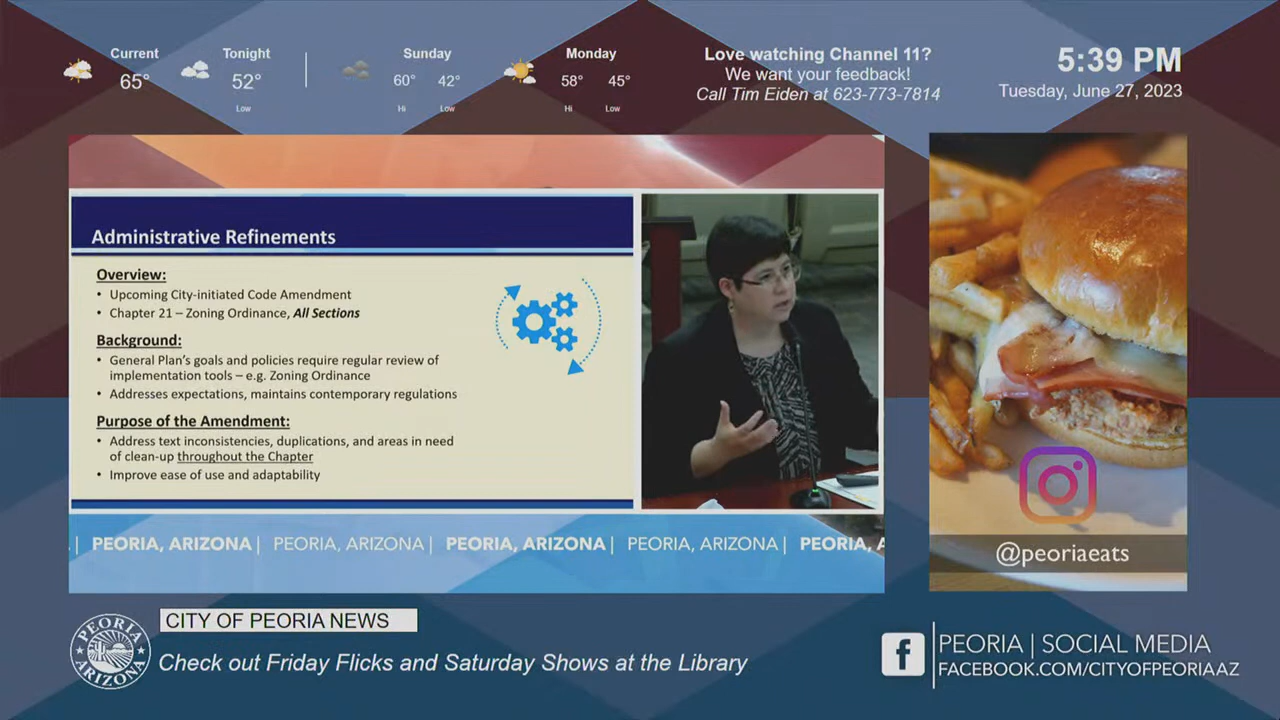 Current
65°
Tonight
52°
Low
Sunday
60° 42°
Hi Low
Monday
58° 45°
Hi Low
Love watching Channel 11?
We want your feedback!
Call Tim Eiden at 623-773-7814
5:39 PM
Tuesday, June 27, 2023
Administrative Refinements
Overview:
• Upcoming City-initiated Code Amendment
• Chapter 21 – Zoning Ordinance, All Sections
Background:
• General Plan's goals and policies require regular review of
implementation tools – e.g. Zoning Ordinance
• Addresses expectations, maintains contemporary regulations
Purpose of the Amendment:
• Address text inconsistencies, duplications, and areas in need
of clean-up throughout the Chapter
• Improve ease of use and adaptability
| PEORIA, ARIZONA | PEORIA, ARIZONA | PEORIA, ARIZONA | PEORIA, ARIZONA | PEORIA, A
@peoriaeats
PEORIA
ARIZONA
CITY OF PEORIA NEWS
Check out Friday Flicks and Saturday Shows at the Library
f
PEORIA | SOCIAL MEDIA
FACEBOOK.COM/CITYOFPEORIAAZ